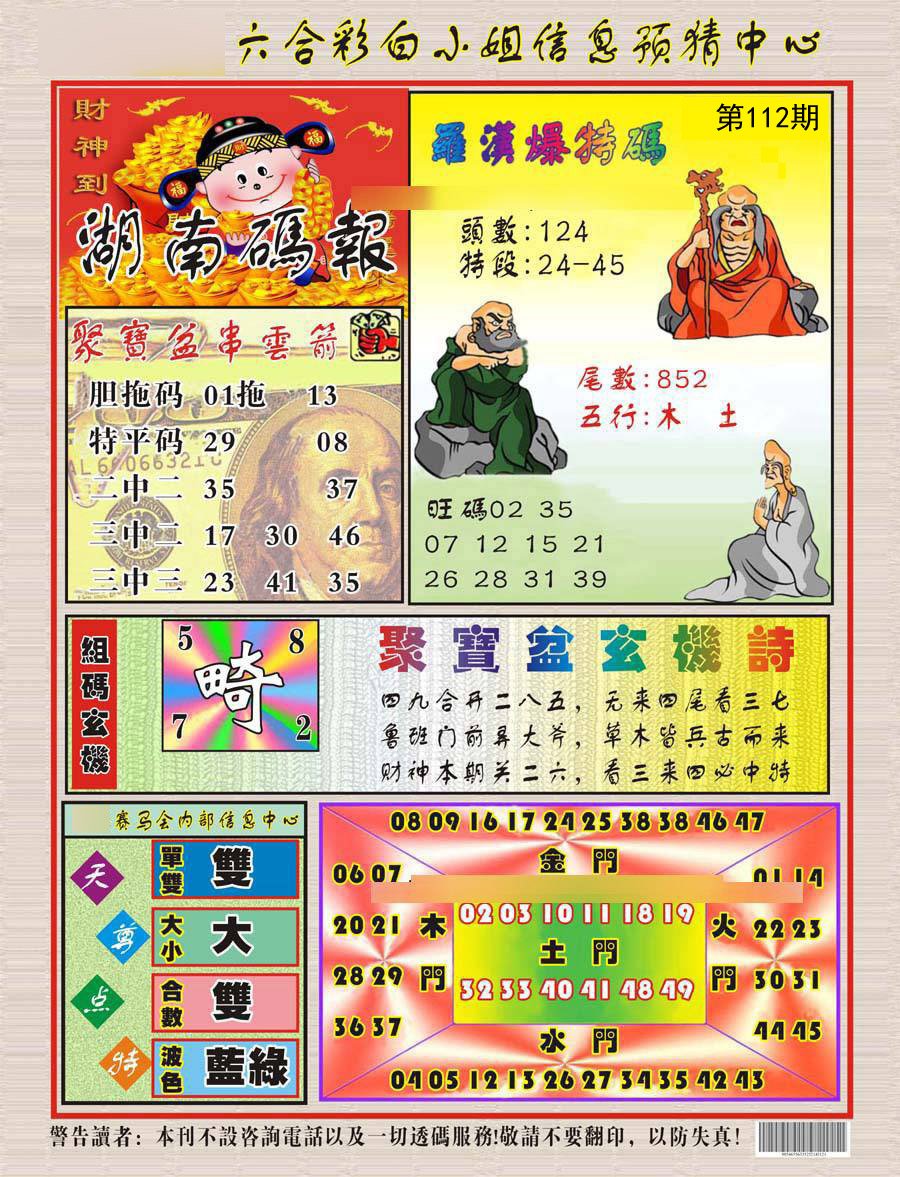 六合彩白小姐信息预猜中心
財神到
福
財
福
湖南碼報
第112期
羅漢爆特碼
頭數:124
特段:24-45
尾數:852
五行:木 土
旺碼02 35
07 12 15 21
26 28 31 39
聚寶盆串雲箭
胆拖码 01拖 13
特平码 29 08
二中二 35 37
三中二 17 30 46
三中三 23 41 35
組碼玄機
5 8
畸
7 2
聚寶盆玄機詩
四九合开二八五，无来四尾看三七
鲁班门前弄大斧，草木皆兵古而来
财神本期关二六，看三来四必中特
赛马会内部信息中心
天尊点特
單雙 雙
大小 大
合數 雙
波色 藍綠
08 09 16 17 24 25 38 38 46 47
金門
06 07
01 14
20 21
木門
02 03 10 11 18 19
土門
32 33 40 41 48 49
火門
22 23
28 29
30 31
36 37
44 45
水門
04 05 12 13 26 27 34 35 42 43
警告讀者：本刊不設咨詢電話以及一切透碼服務!敬請不要翻印，以防失真!